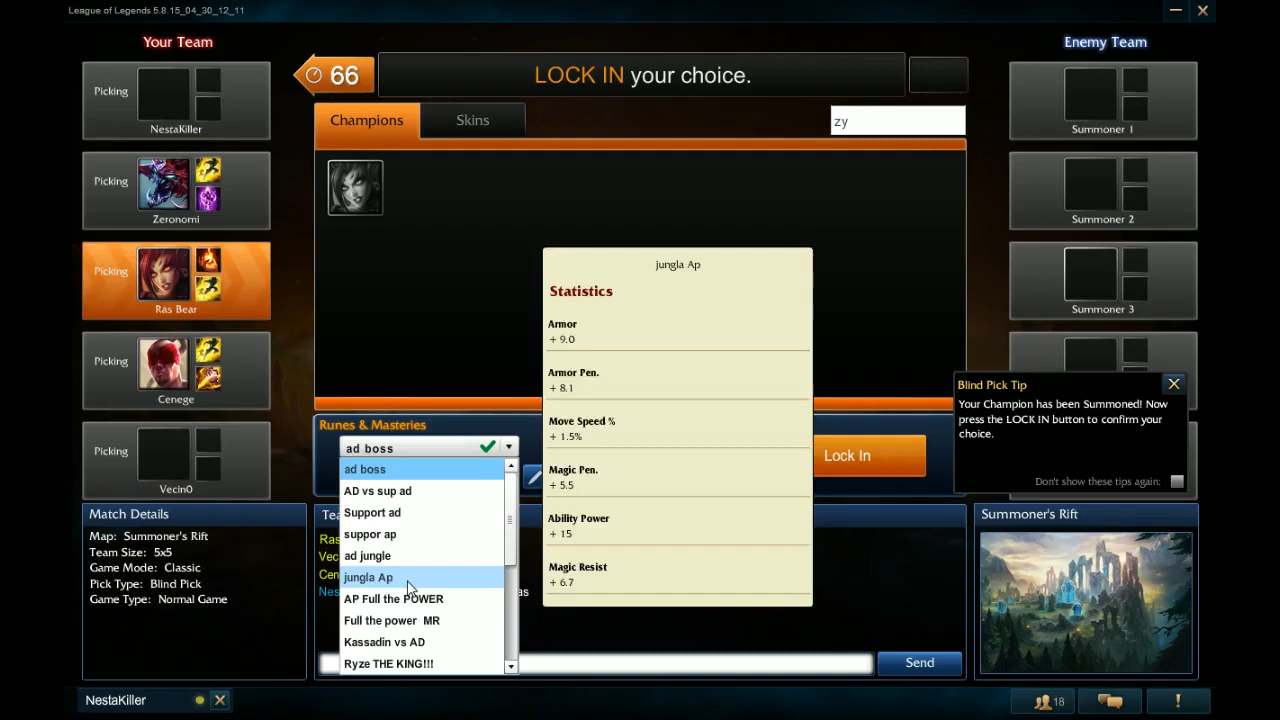 League of Legends 5.8.15_04_30_12_11
Your Team
Enemy Team
66
LOCK IN your choice.
Champions
Skins
zy
Picking
NestaKiller
Picking
Zeronomi
Picking
Ras Bear
Picking
Cenege
Picking
Vecin0
Summoner 1
Summoner 2
Summoner 3
jungla Ap
Statistics
Armor
+ 9.0
Armor Pen.
+ 8.1
Move Speed %
+ 1.5%
Magic Pen.
+ 5.5
Ability Power
+ 15
Magic Resist
+ 6.7
Blind Pick Tip
Your Champion has been Summoned! Now
press the LOCK IN button to confirm your
choice.
Don't show these tips again:
Runes & Masteries
ad boss
Lock In
ad boss
AD vs sup ad
Support ad
suppor ap
ad jungle
jungla Ap
AP Full the POWER
Full the power MR
Kassadin vs AD
Ryze THE KING!!!
Match Details
Map: Summoner's Rift
Team Size: 5x5
Game Mode: Classic
Pick Type: Blind Pick
Game Type: Normal Game
Tea
Ras
Vec
Cen
Nes
as
Send
Summoner's Rift
NestaKiller
18